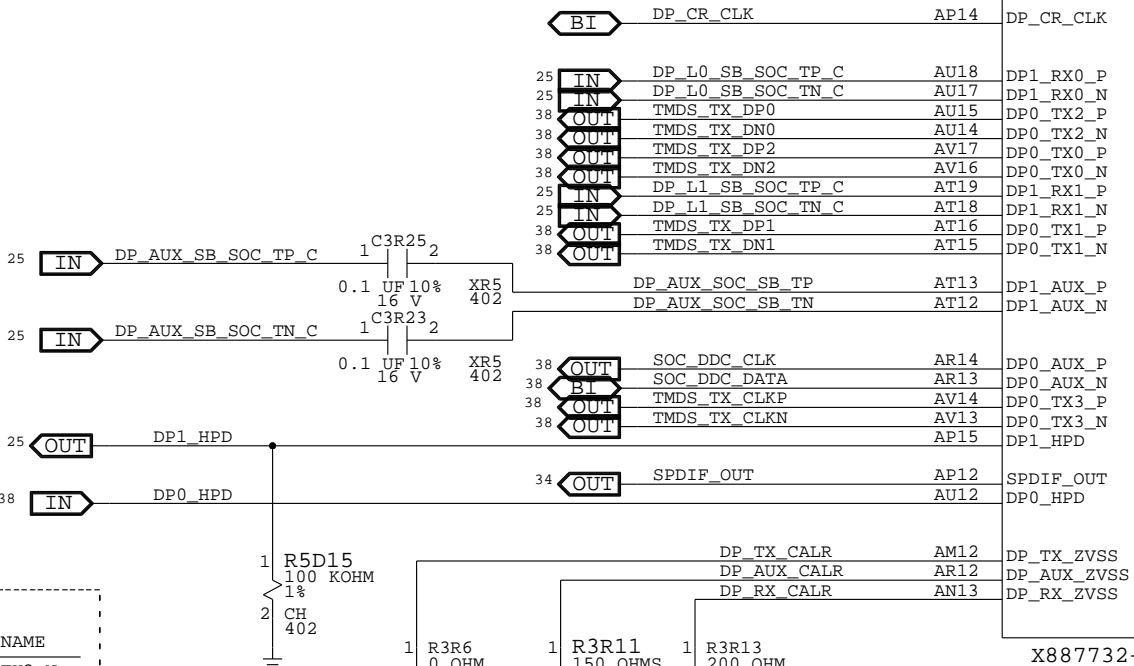 BI DP_CR_CLK AP14 DP_CR_CLK
25 IN DP_L0_SB_SOC_TP_C AU18 DP1_RX0_P
25 IN DP_L0_SB_SOC_TN_C AU17 DP1_RX0_N
38 OUT TMDS_TX_DP0 AU15 DP0_TX2_P
38 OUT TMDS_TX_DN0 AU14 DP0_TX2_N
38 OUT TMDS_TX_DP2 AV17 DP0_TX0_P
38 OUT TMDS_TX_DN2 AV16 DP0_TX0_N
25 IN DP_L1_SB_SOC_TP_C AT19 DP1_RX1_P
25 IN DP_L1_SB_SOC_TN_C AT18 DP1_RX1_N
38 OUT TMDS_TX_DP1 AT16 DP0_TX1_P
38 OUT TMDS_TX_DN1 AT15 DP0_TX1_N
25 IN DP_AUX_SB_SOC_TP_C 1 C3R25 2
0.1 UF 10% XR5
16 V 402
DP_AUX_SOC_SB_TP AT13 DP1_AUX_P
DP_AUX_SOC_SB_TN AT12 DP1_AUX_N
25 IN DP_AUX_SB_SOC_TN_C 1 C3R23 2
0.1 UF 10% XR5
16 V 402
38 OUT SOC_DDC_CLK AR14 DP0_AUX_P
38 BI SOC_DDC_DATA AR13 DP0_AUX_N
38 OUT TMDS_TX_CLKP AV14 DP0_TX3_P
38 OUT TMDS_TX_CLKN AV13 DP0_TX3_N
25 OUT DP1_HPD AP15 DP1_HPD
34 OUT SPDIF_OUT AP12 SPDIF_OUT
38 IN DP0_HPD AU12 DP0_HPD
DP_TX_CALR AM12 DP_TX_ZVSS
DP_AUX_CALR AR12 DP_AUX_ZVSS
DP_RX_CALR AN13 DP_RX_ZVSS
1 R5D15
100 KOHM
1%
2 CH
402
NAME
1 R3R6
0 OHM
1 R3R11
150 OHMS
1 R3R13
200 OHM
X887732-